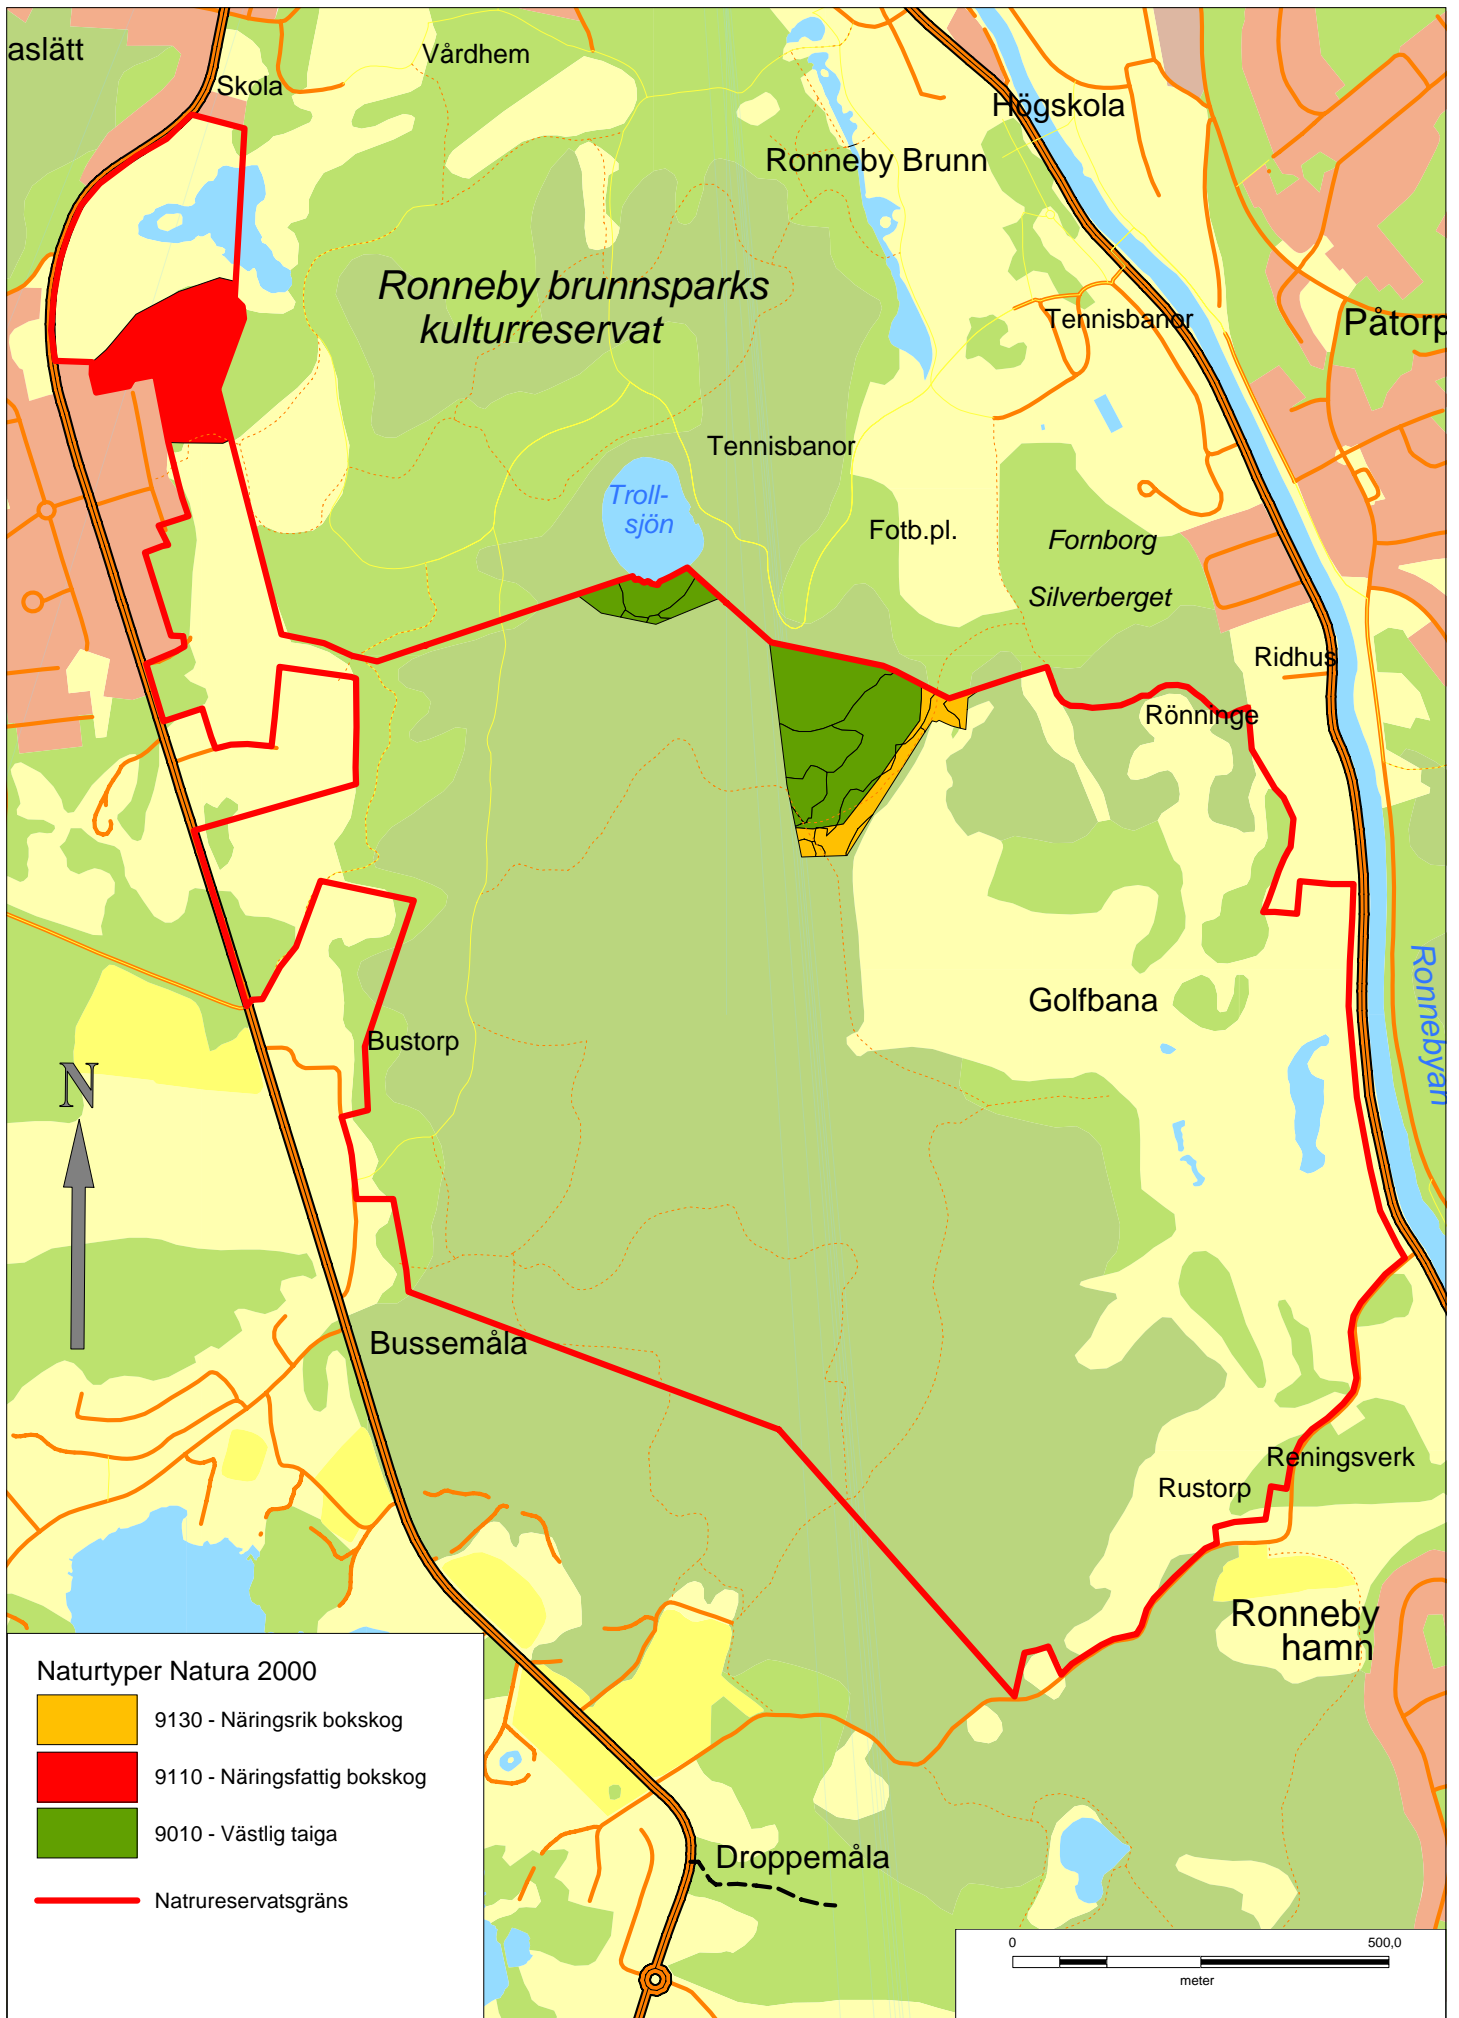 aslätt
Vårdhem
Skola
Högskola
Ronneby Brunn
Ronneby brunnsparks
kulturreservat
Tennisbanor
Påtorp
Tennisbanor
Troll-
sjön
Fotb.pl.
Fornborg
Silverberget
Ridhus
Rönninge
Golfbana
Ronnebyån
Bustorp
N
Bussemåla
Reningsverk
Rustorp
Ronneby
hamn
Droppemåla
Naturtyper Natura 2000
9130 - Näringsrik bokskog
9110 - Näringsfattig bokskog
9010 - Västlig taiga
Natrureservatsgräns
0 500,0
meter